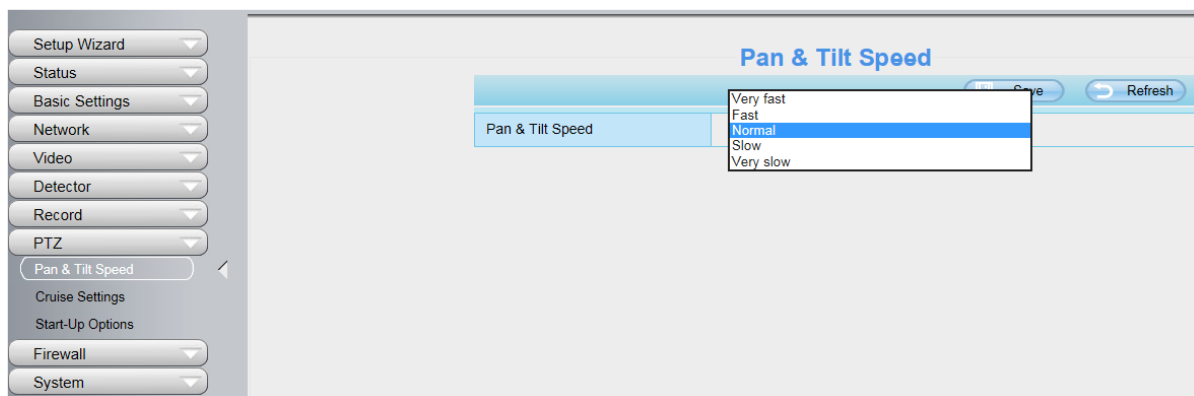 Setup Wizard
Status
Basic Settings
Network
Video
Detector
Record
PTZ
Pan & Tilt Speed
Cruise Settings
Start-Up Options
Firewall
System
Pan & Tilt Speed
Save
Refresh
Pan & Tilt Speed
Very fast
Fast
Normal
Slow
Very slow